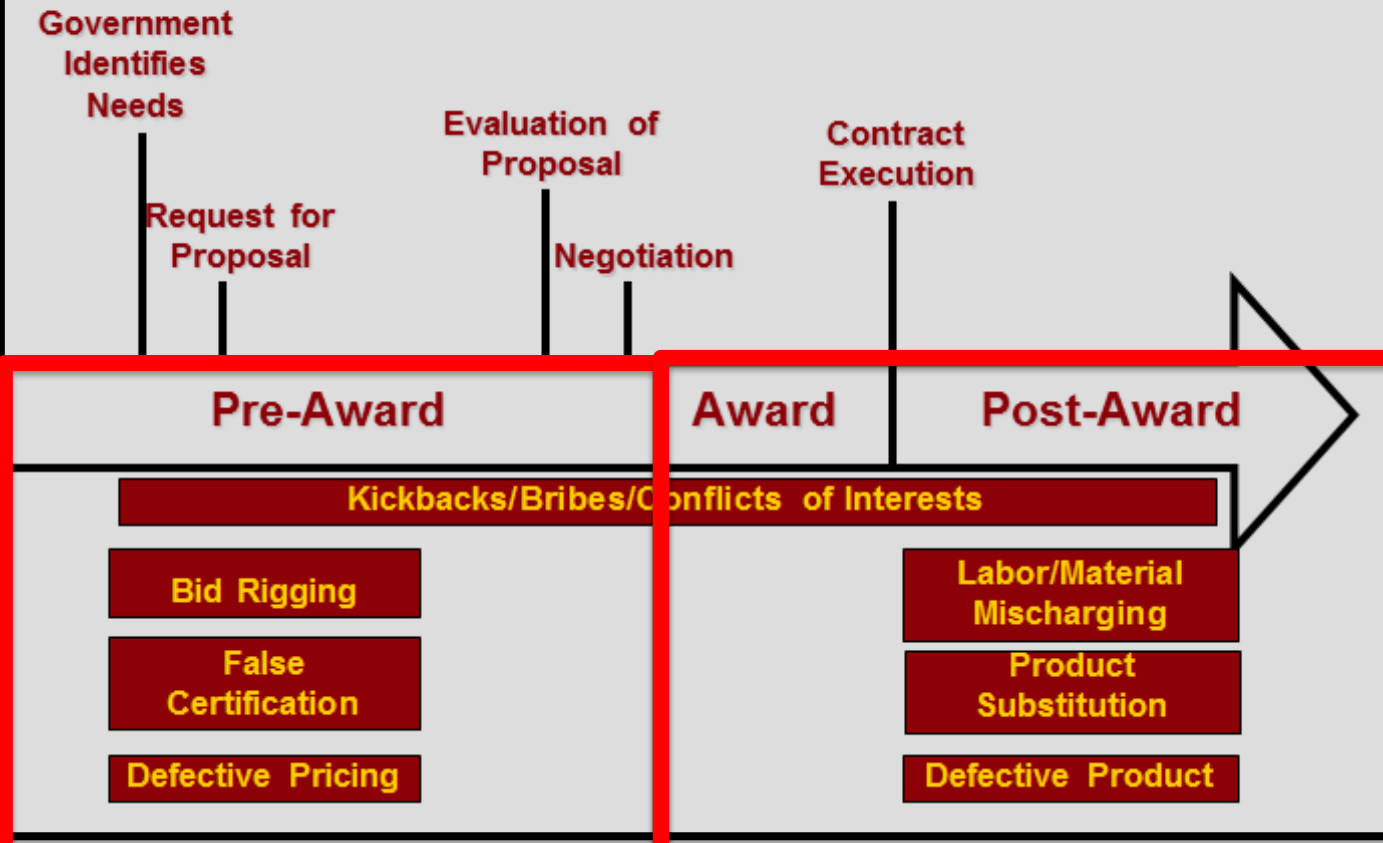 Government
Identifies
Needs
Request for
Proposal
Evaluation of
Proposal
Negotiation
Contract
Execution
Pre-Award
Award
Post-Award
Kickbacks/Bribes/Conflicts of Interests
Bid Rigging
False
Certification
Defective Pricing
Labor/Material
Mischarging
Product
Substitution
Defective Product